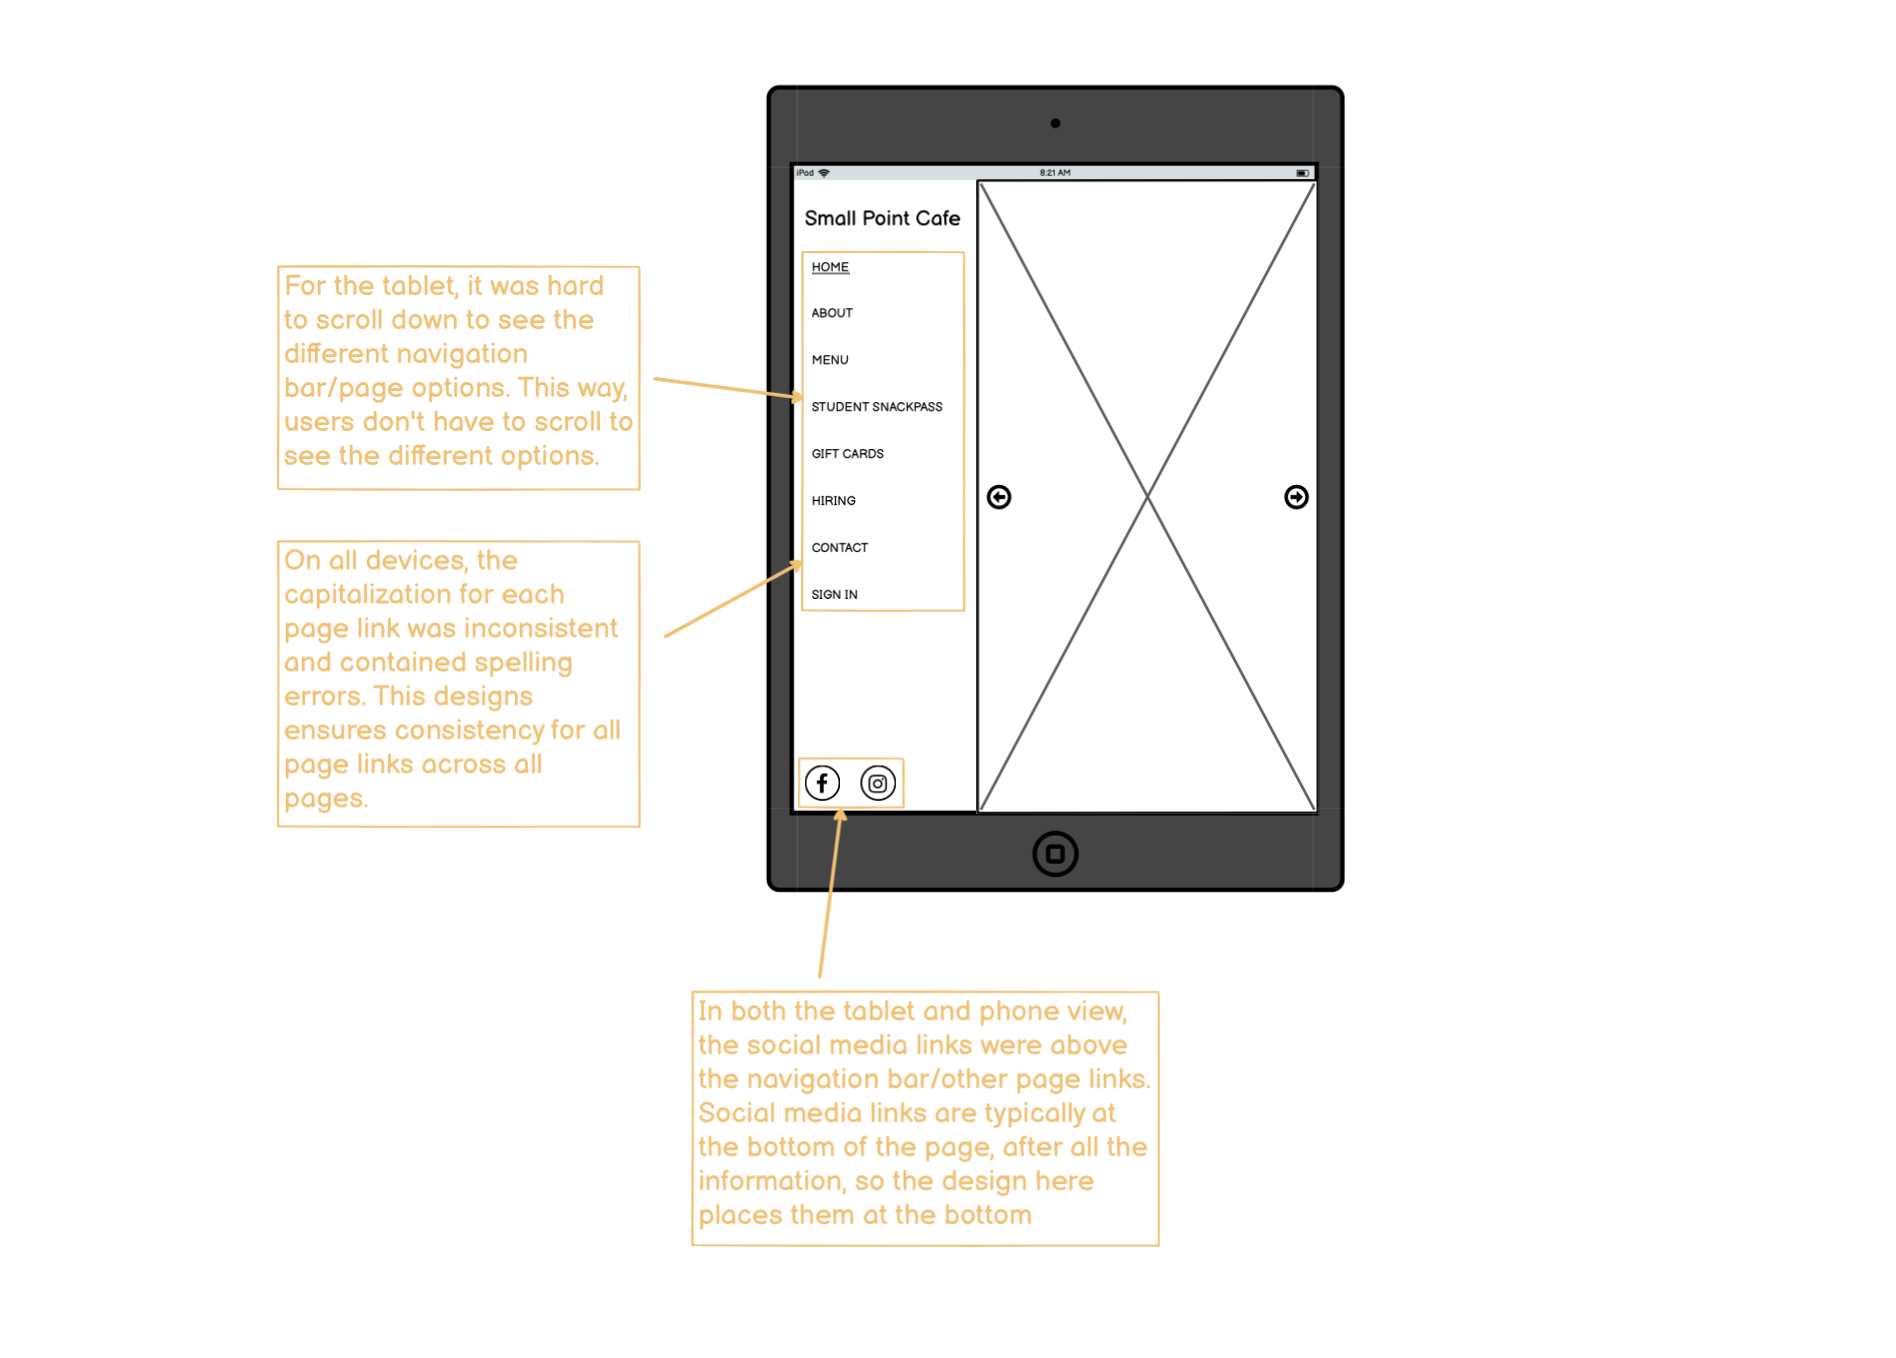 iPad
8:21 AM
Small Point Cafe
HOME
ABOUT
MENU
STUDENT SNACKPASS
GIFT CARDS
HIRING
CONTACT
SIGN IN
For the tablet, it was hard
to scroll down to see the
different navigation
bar/page options. This way,
users don't have to scroll to
see the different options.
On all devices, the
capitalization for each
page link was inconsistent
and contained spelling
errors. This designs
ensures consistency for all
page links across all
pages.
In both the tablet and phone view,
the social media links were above
the navigation bar/other page links.
Social media links are typically at
the bottom of the page, after all the
information, so the design here
places them at the bottom